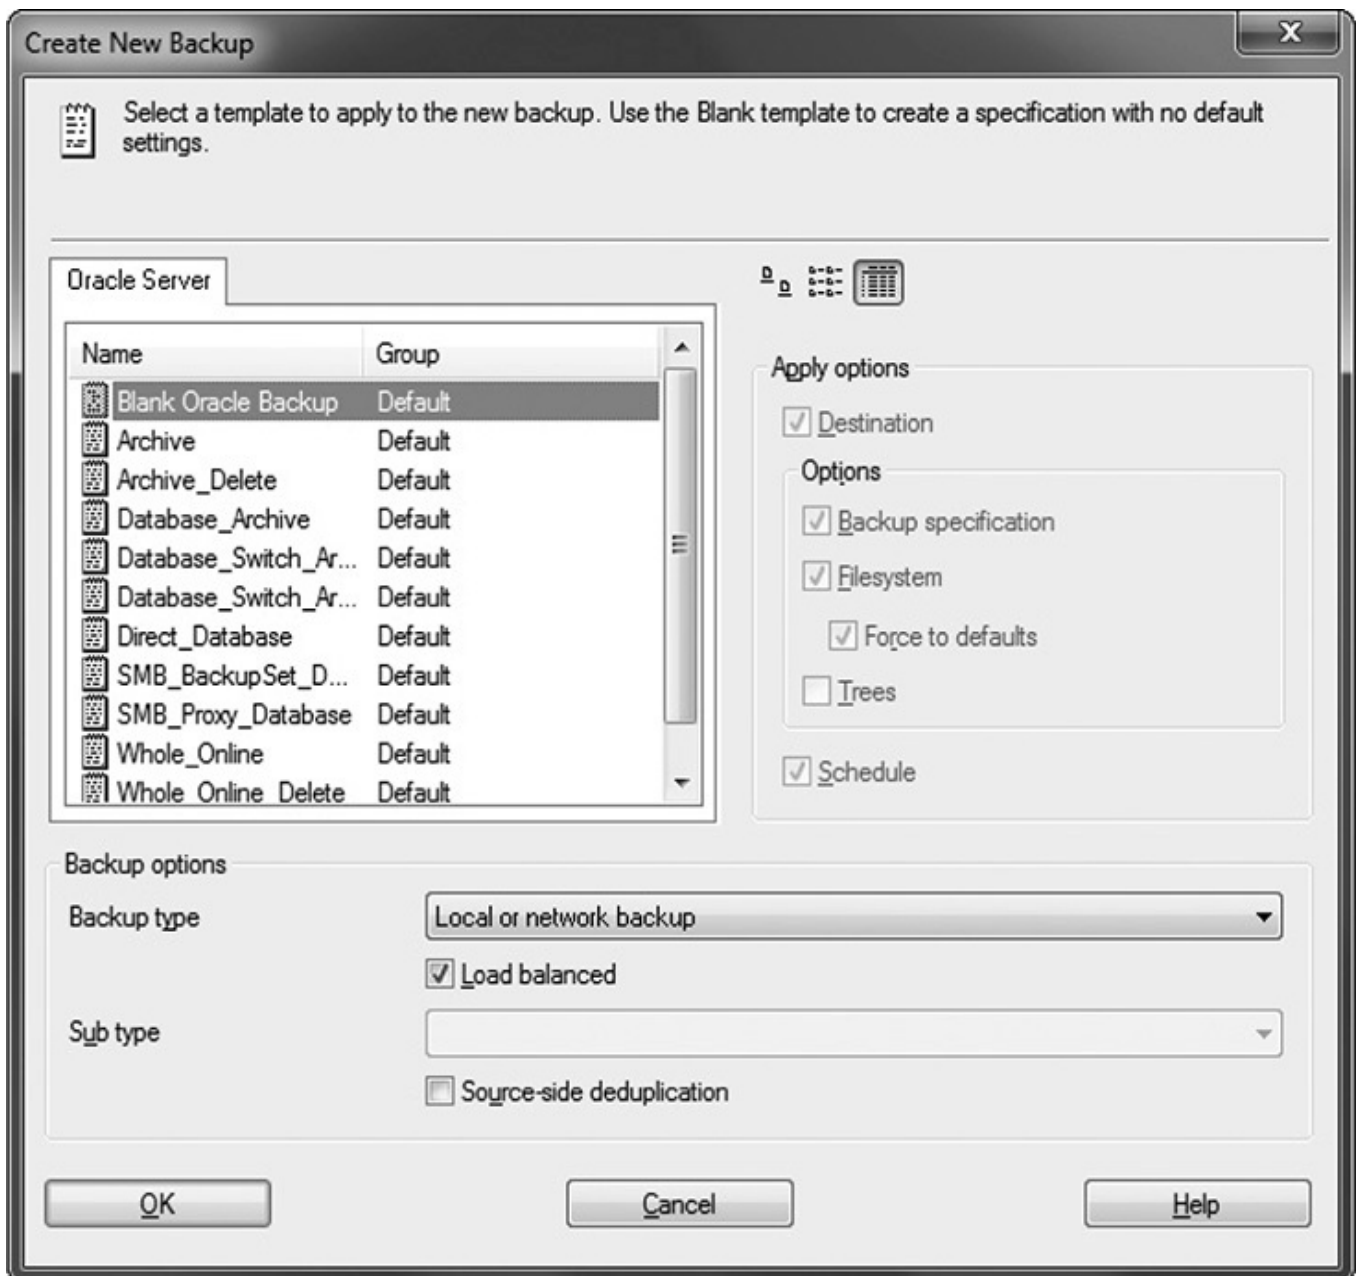 Create New Backup
X
Select a template to apply to the new backup. Use the Blank template to create a specification with no default
settings.
Oracle Server
Name Group
Blank Oracle Backup Default
Archive Default
Archive_Delete Default
Database_Archive Default
Database_Switch_Ar... Default
Database_Switch_Ar... Default
Direct_Database Default
SMB_BackupSet_D... Default
SMB_Proxy_Database Default
Whole_Online Default
Whole_Online_Delete Default
Apply options
Destination
Options
Backup specification
Filesystem
Force to defaults
Trees
Schedule
Backup options
Backup type Local or network backup
Load balanced
Sub type
Source-side deduplication
OK Cancel Help